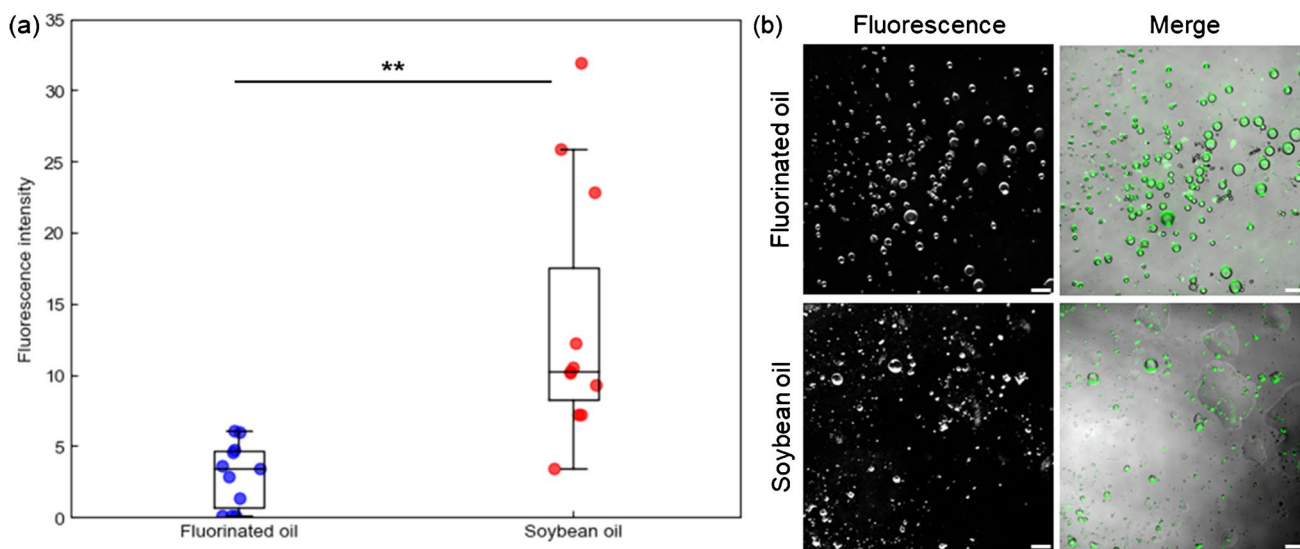 (a)
35
30
25
20
15
10
5
0
Fluorescence intensity
**
Fluorinated oil
Soybean oil
(b)
Fluorescence
Merge
Fluorinated oil
Soybean oil